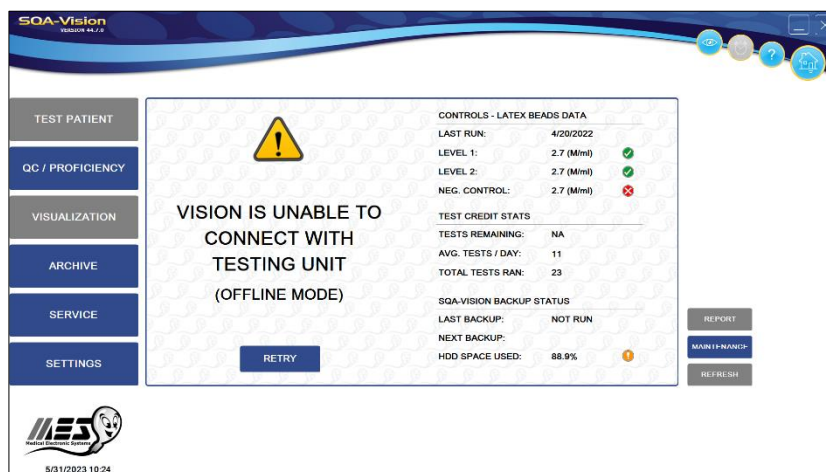 SQA-Vision
VERSION 44.7.0
TEST PATIENT
QC / PROFICIENCY
VISUALIZATION
ARCHIVE
SERVICE
SETTINGS
VISION IS UNABLE TO
CONNECT WITH
TESTING UNIT
(OFFLINE MODE)
RETRY
CONTROLS - LATEX BEADS DATA
LAST RUN: 4/20/2022
LEVEL 1: 2.7 (M/ml)
LEVEL 2: 2.7 (M/ml)
NEG. CONTROL: 2.7 (M/ml)
TEST CREDIT STATS
TESTS REMAINING: NA
AVG. TESTS / DAY: 11
TOTAL TESTS RAN: 23
SQA-VISION BACKUP STATUS
LAST BACKUP: NOT RUN
NEXT BACKUP:
HDD SPACE USED: 88.9%
REPORT
MAINTENANCE
REFRESH
MES
Medical Electronic Systems
5/31/2023 10:24